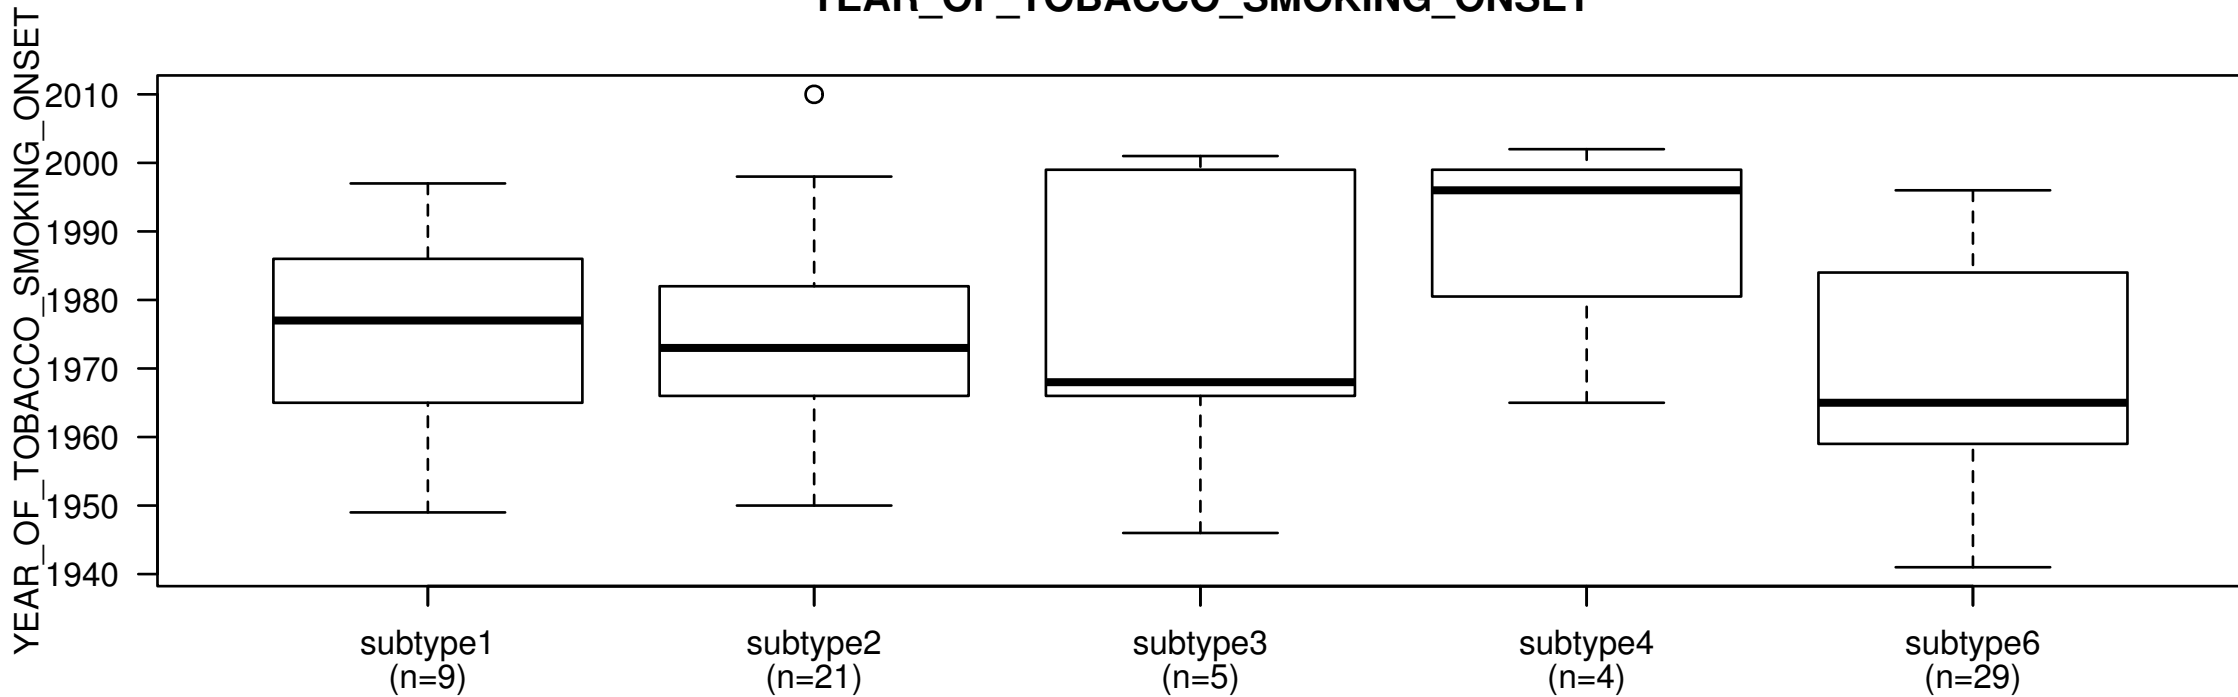 YEAR_OF_TOBACCO_SMOKING_ONSET
YEAR_OF_TOBACCO_SMOKING_ONSET
2010
2000
1990
1980
1970
1960
1950
1940
subtype1
(n=9)
subtype2
(n=21)
subtype3
(n=5)
subtype4
(n=4)
subtype6
(n=29)